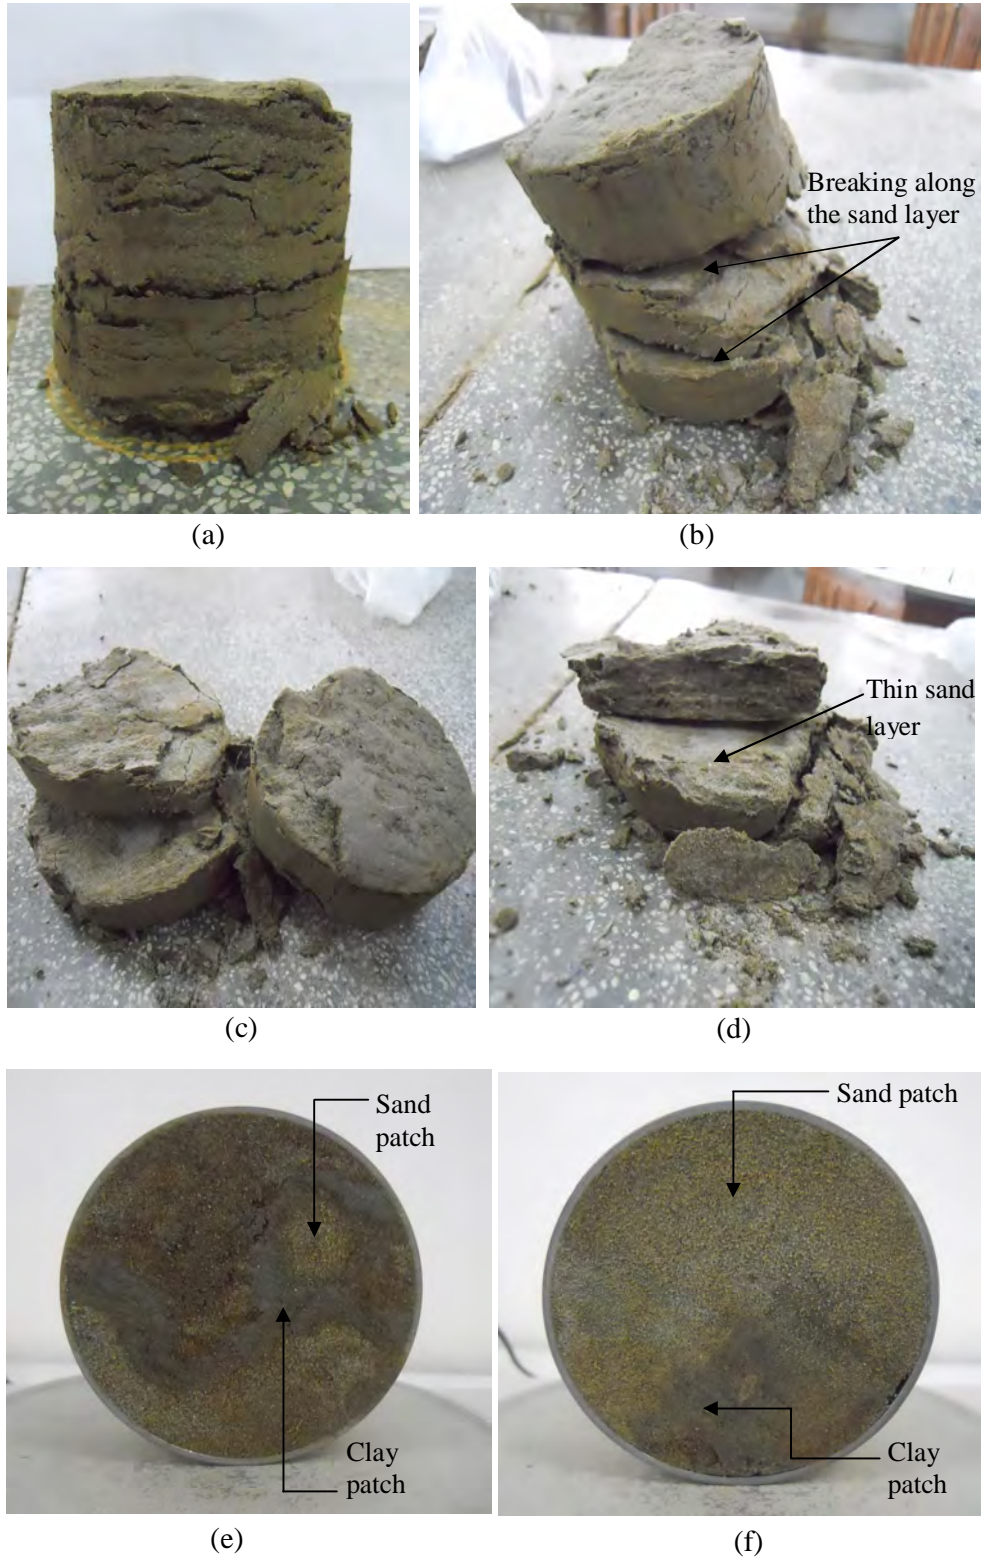 Breaking along
the sand layer
(a)
(b)
Thin sand
layer
(c)
(d)
Sand
patch
Clay
patch
(e)
Sand patch
Clay
patch
(f)